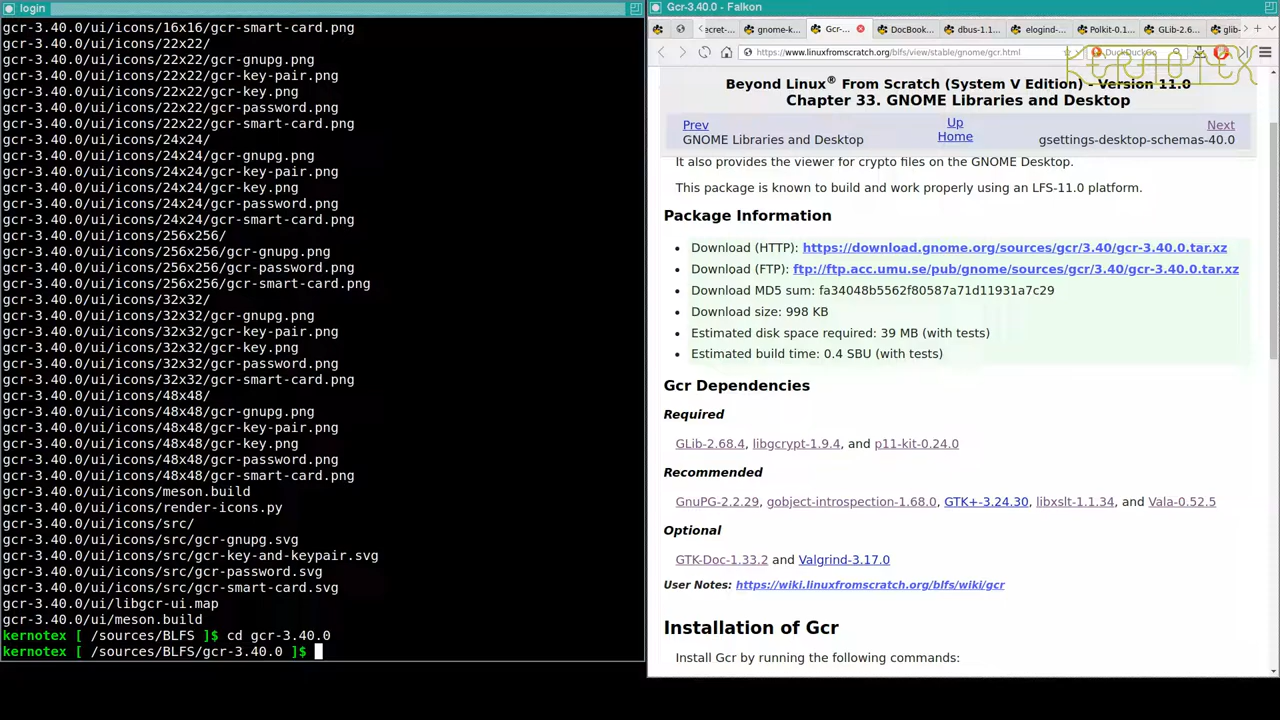 login
gcr-3.40.0/ui/icons/16x16/gcr-smart-card.png
gcr-3.40.0/ui/icons/22x22/
gcr-3.40.0/ui/icons/22x22/gcr-gnupg.png
gcr-3.40.0/ui/icons/22x22/gcr-key-pair.png
gcr-3.40.0/ui/icons/22x22/gcr-key.png
gcr-3.40.0/ui/icons/22x22/gcr-password.png
gcr-3.40.0/ui/icons/22x22/gcr-smart-card.png
gcr-3.40.0/ui/icons/24x24/
gcr-3.40.0/ui/icons/24x24/gcr-gnupg.png
gcr-3.40.0/ui/icons/24x24/gcr-key-pair.png
gcr-3.40.0/ui/icons/24x24/gcr-key.png
gcr-3.40.0/ui/icons/24x24/gcr-password.png
gcr-3.40.0/ui/icons/24x24/gcr-smart-card.png
gcr-3.40.0/ui/icons/256x256/
gcr-3.40.0/ui/icons/256x256/gcr-gnupg.png
gcr-3.40.0/ui/icons/256x256/gcr-password.png
gcr-3.40.0/ui/icons/256x256/gcr-smart-card.png
gcr-3.40.0/ui/icons/32x32/
gcr-3.40.0/ui/icons/32x32/gcr-gnupg.png
gcr-3.40.0/ui/icons/32x32/gcr-key-pair.png
gcr-3.40.0/ui/icons/32x32/gcr-key.png
gcr-3.40.0/ui/icons/32x32/gcr-password.png
gcr-3.40.0/ui/icons/32x32/gcr-smart-card.png
gcr-3.40.0/ui/icons/48x48/
gcr-3.40.0/ui/icons/48x48/gcr-gnupg.png
gcr-3.40.0/ui/icons/48x48/gcr-key-pair.png
gcr-3.40.0/ui/icons/48x48/gcr-key.png
gcr-3.40.0/ui/icons/48x48/gcr-password.png
gcr-3.40.0/ui/icons/48x48/gcr-smart-card.png
gcr-3.40.0/ui/icons/meson.build
gcr-3.40.0/ui/icons/render-icons.py
gcr-3.40.0/ui/icons/src/
gcr-3.40.0/ui/icons/src/gcr-gnupg.svg
gcr-3.40.0/ui/icons/src/gcr-key-and-keypair.svg
gcr-3.40.0/ui/icons/src/gcr-password.svg
gcr-3.40.0/ui/icons/src/gcr-smart-card.svg
gcr-3.40.0/ui/libgcr-ui.map
gcr-3.40.0/ui/meson.build
kernotex [ /sources/BLFS ]$ cd gcr-3.40.0
kernotex [ /sources/BLFS/gcr-3.40.0 ]$
Gcr-3.40.0 - Falkon
ecret-... gnome-k... Gcr-... DocBook... dbus-1.1... elogind-... Polkit-0.1... GLib-2.6... glib-
https://www.linuxfromscratch.org/blfs/view/stable/gnome/gcr.html DuckDuckGo
KERNOTEX
Beyond Linux® From Scratch (System V Edition) - Version 11.0
Chapter 33. GNOME Libraries and Desktop
Prev Up Next
GNOME Libraries and Desktop Home gsettings-desktop-schemas-40.0
It also provides the viewer for crypto files on the GNOME Desktop.
This package is known to build and work properly using an LFS-11.0 platform.
Package Information
• Download (HTTP): https://download.gnome.org/sources/gcr/3.40/gcr-3.40.0.tar.xz
• Download (FTP): ftp://ftp.acc.umu.se/pub/gnome/sources/gcr/3.40/gcr-3.40.0.tar.xz
• Download MD5 sum: fa34048b5562f80587a71d11931a7c29
• Download size: 998 KB
• Estimated disk space required: 39 MB (with tests)
• Estimated build time: 0.4 SBU (with tests)
Gcr Dependencies
Required
GLib-2.68.4, libgcrypt-1.9.4, and p11-kit-0.24.0
Recommended
GnuPG-2.2.29, gobject-introspection-1.68.0, GTK+-3.24.30, libxslt-1.1.34, and Vala-0.52.5
Optional
GTK-Doc-1.33.2 and Valgrind-3.17.0
User Notes: https://wiki.linuxfromscratch.org/blfs/wiki/gcr
Installation of Gcr
Install Gcr by running the following commands: